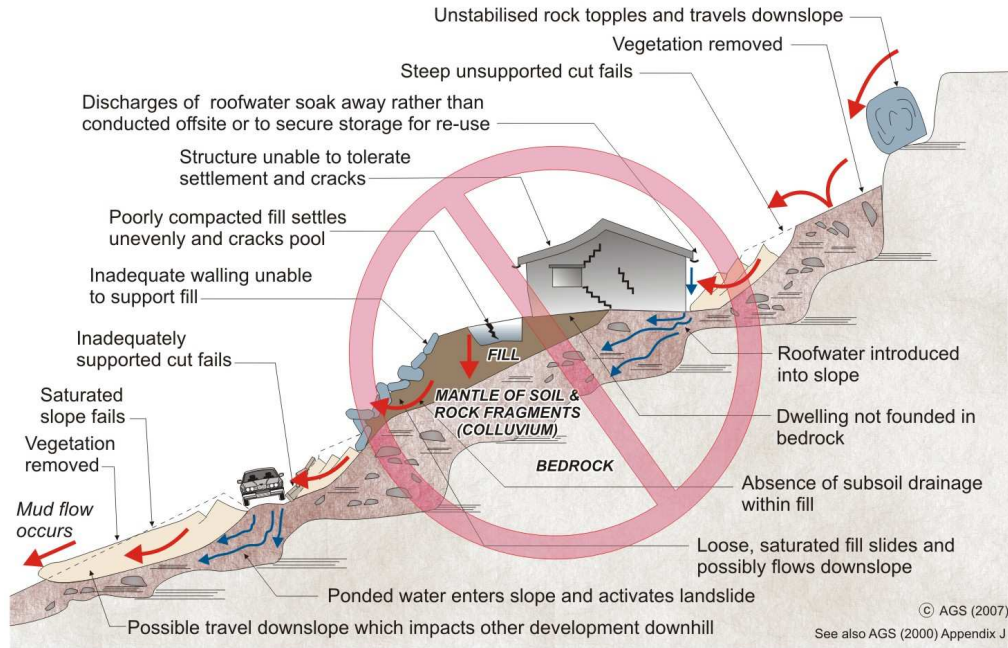 Unstabilised rock topples and travels downslope
Vegetation removed
Steep unsupported cut fails
Discharges of roofwater soak away rather than
conducted offsite or to secure storage for re-use
Structure unable to tolerate
settlement and cracks
Poorly compacted fill settles
unevenly and cracks pool
Inadequate walling unable
to support fill
Inadequately
supported cut fails
Saturated
slope fails
Vegetation
removed
Mud flow
occurs
FILL
MANTLE OF SOIL &
ROCK FRAGMENTS
(COLLUVIUM)
BEDROCK
Roofwater introduced
into slope
Dwelling not founded in
bedrock
Absence of subsoil drainage
within fill
Loose, saturated fill slides and
possibly flows downslope
Ponded water enters slope and activates landslide
Possible travel downslope which impacts other development downhill
© AGS (2007)
See also AGS (2000) Appendix J